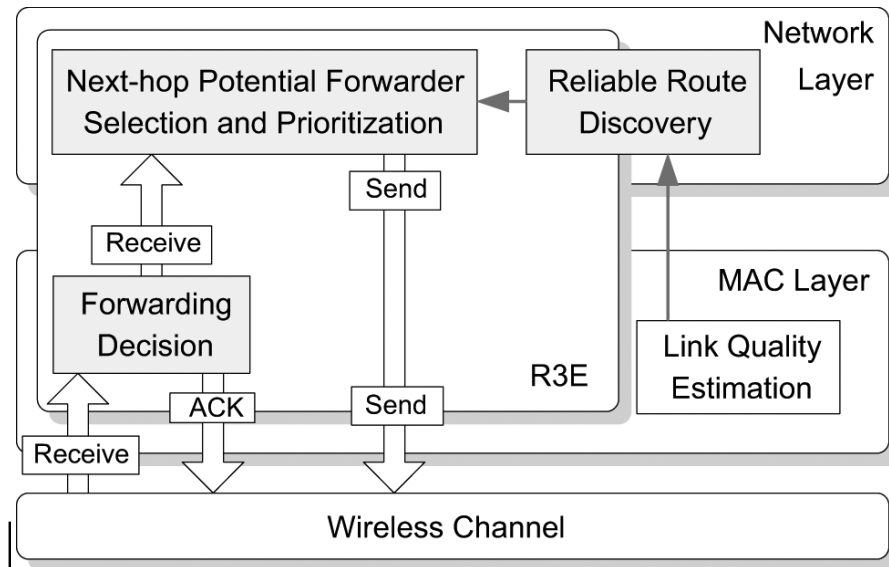 Network
Layer
Next-hop Potential Forwarder
Selection and Prioritization
Reliable Route
Discovery
Send
Receive
MAC Layer
Forwarding
Decision
Link Quality
Estimation
R3E
ACK
Send
Receive
Wireless Channel